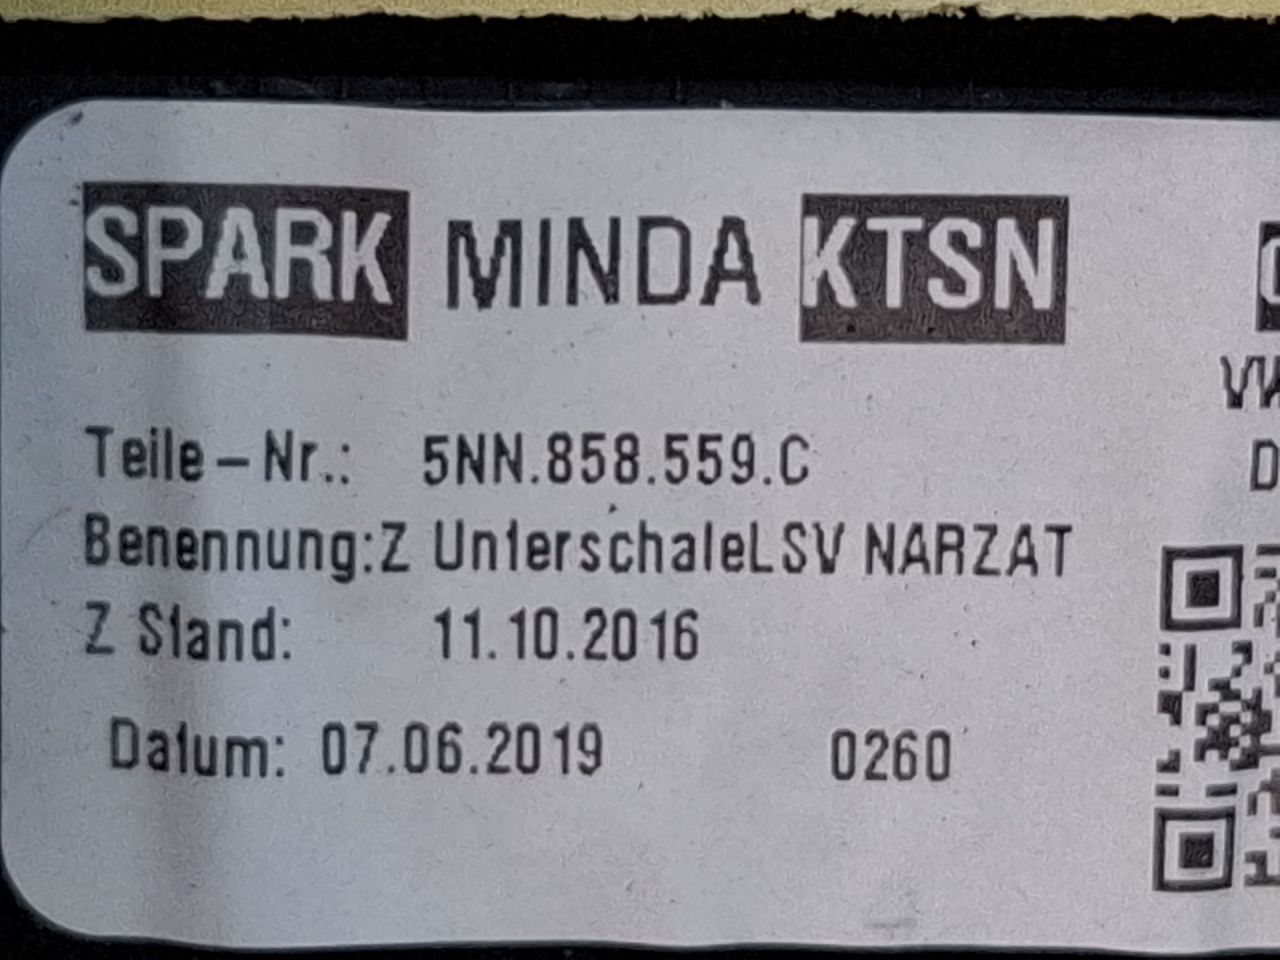 SPARK MINDA KTSN
Teile-Nr.: 5NN.858.559.C
Benennung:Z UnterschaleLSV NARZAT
Z Stand: 11.10.2016
Datum: 07.06.2019 0260